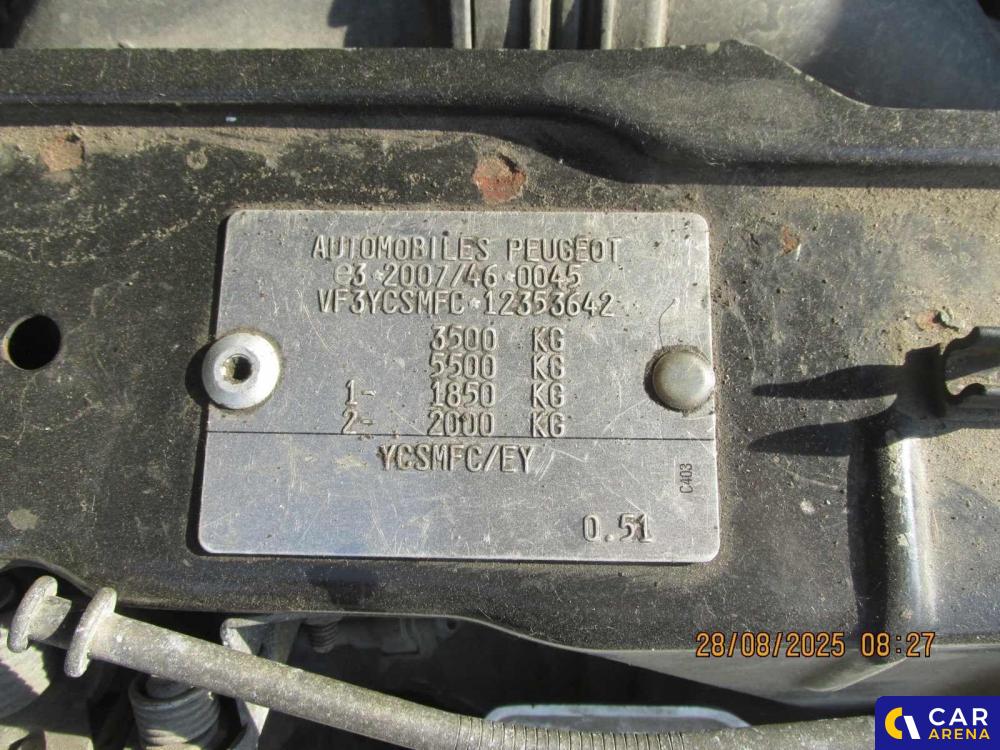 AUTOMOBILES PEUGEOT
e3*2007/46*0045
VF3YCSMFC*12353642
3500 KG
5500 KG
1- 1850 KG
2- 2000 KG
YCSMFC/EY
C403
0.51
28/08/2025 08:27
CAR
ARENA